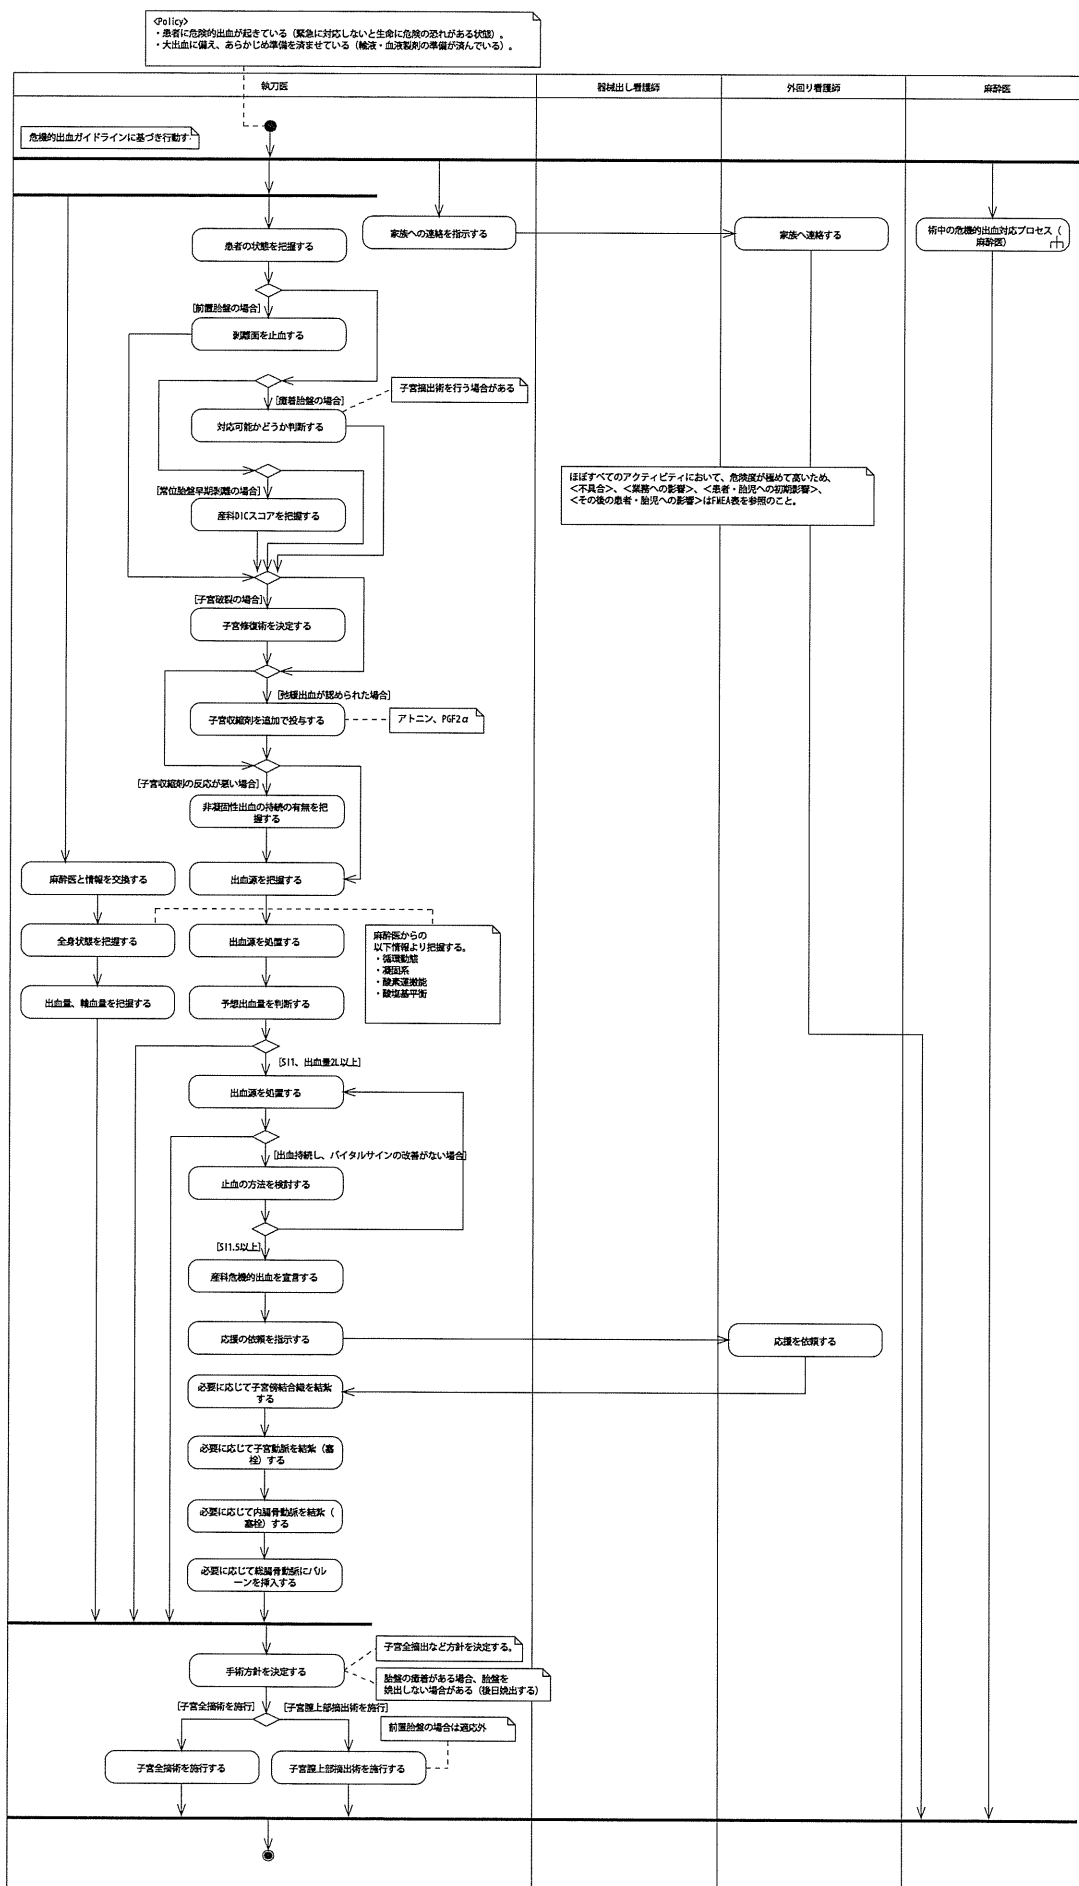 <Policy>
・患者に危険的出血が起きている（緊急に対応しないと生命に危険の恐れがある状態）。
・大出血に備え、あらかじめ準備を済ませている（輸液・血液製剤の準備が済んでいる）。
執刀医
器械出し看護師
外回り看護師
麻酔医
危機的出血ガイドラインに基づき行動す
家族への連絡を指示する
家族へ連絡する
術中の危機的出血対応プロセス（
麻酔医）
患者の状態を把握する
[前置胎盤の場合]
剥離面を止血する
子宮摘出術を行う場合がある
[癒着胎盤の場合]
対応可能かどうか判断する
ほぼすべてのアクティビティにおいて、危険度が極めて高いため、
＜不具合＞、＜業務への影響＞、＜患者・胎児への初期影響＞、
＜その後の患者・胎児への影響＞はFMEA表を参照のこと。
[常位胎盤早期剥離の場合]
産科DICスコアを把握する
[子宮破裂の場合]
子宮修復術を決定する
[弛緩出血が認められた場合]
子宮収縮剤を追加で投与する
アトニン、PGF2α
[子宮収縮剤の反応が悪い場合]
非凝固性出血の持続の有無を把
握する
麻酔医と情報を交換する
出血源を把握する
全身状態を把握する
出血源を処置する
麻酔医からの
以下情報より把握する。
・循環動態
・凝固系
・酸素運搬能
・酸塩基平衡
出血量、輸血量を把握する
予想出血量を判断する
[SI1、出血量2L以上]
出血源を処置する
[出血持続し、バイタルサインの改善がない場合]
止血の方法を検討する
[SI1.5以上]
産科危機的出血を宣言する
応援の依頼を指示する
応援を依頼する
必要に応じて子宮傍結合織を結紮
する
必要に応じて子宮動脈を結紮（塞
栓）する
必要に応じて内腸骨動脈を結紮（
塞栓）する
必要に応じて総腸骨動脈にバル
ーンを挿入する
子宮全摘出など方針を決定する。
手術方針を決定する
胎盤の癒着がある場合、胎盤を
娩出しない場合がある（後日娩出する）
[子宮全摘術を施行]
[子宮膣上部摘出術を施行]
前置胎盤の場合は適応外
子宮全摘術を施行する
子宮膣上部摘出術を施行する